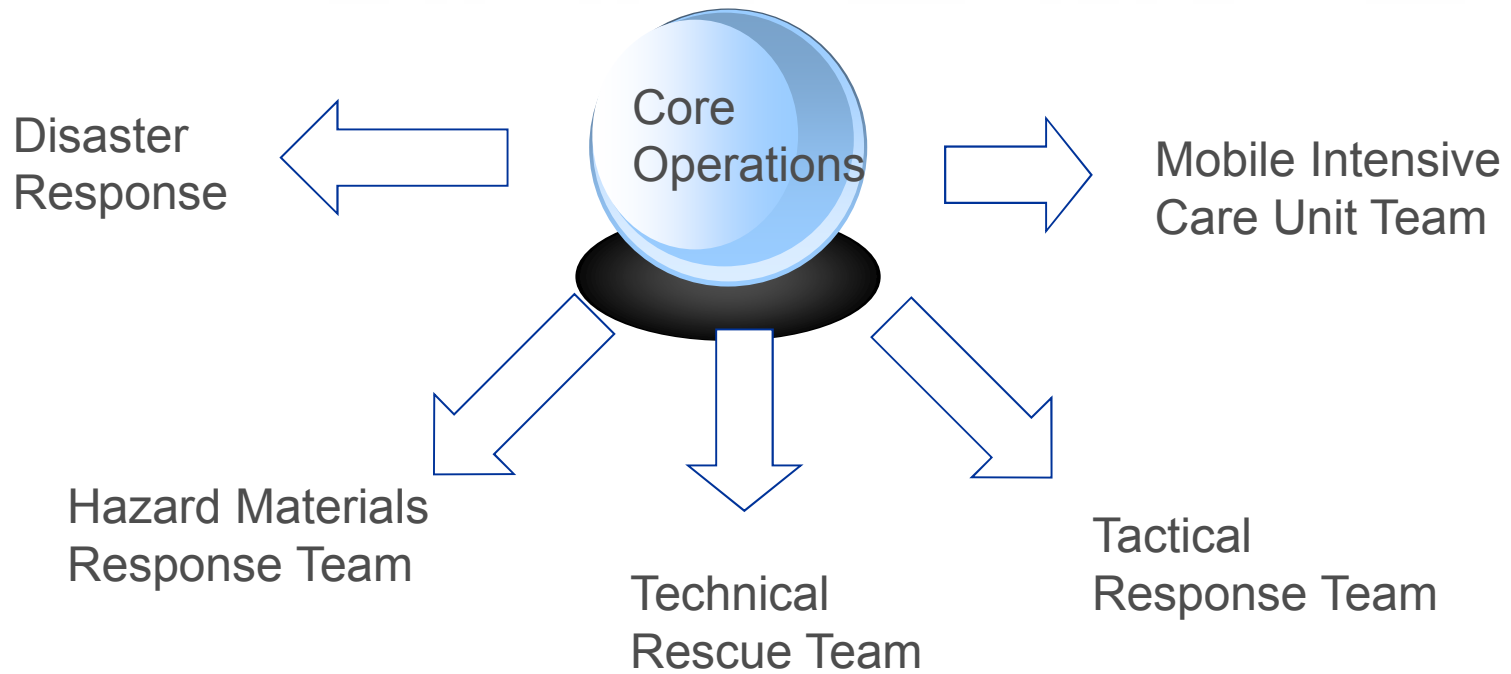 Core
Operations
Disaster
Response
Mobile Intensive
Care Unit Team
Hazard Materials
Response Team
Technical
Rescue Team
Tactical
Response Team